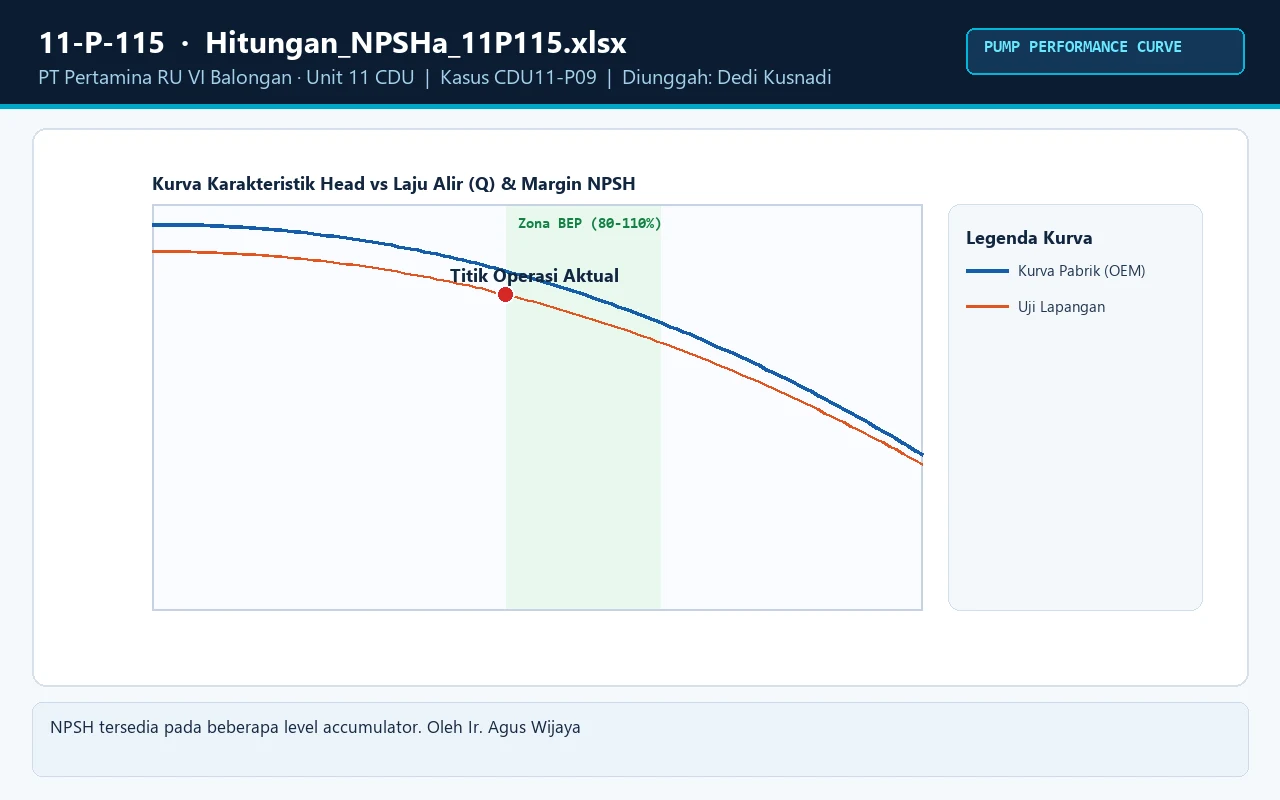 11-P-115 · Hitungan_NPSHa_11P115.xlsx
PUMP PERFORMANCE CURVE
PT Pertamina RU VI Balongan · Unit 11 CDU | Kasus CDU11-P09 | Diunggah: Dedi Kusnadi
Kurva Karakteristik Head vs Laju Alir (Q) & Margin NPSH
Zona BEP (80-110%)
Titik Operasi Aktual
Legenda Kurva
Kurva Pabrik (OEM)
Uji Lapangan
NPSH tersedia pada beberapa level accumulator. Oleh Ir. Agus Wijaya